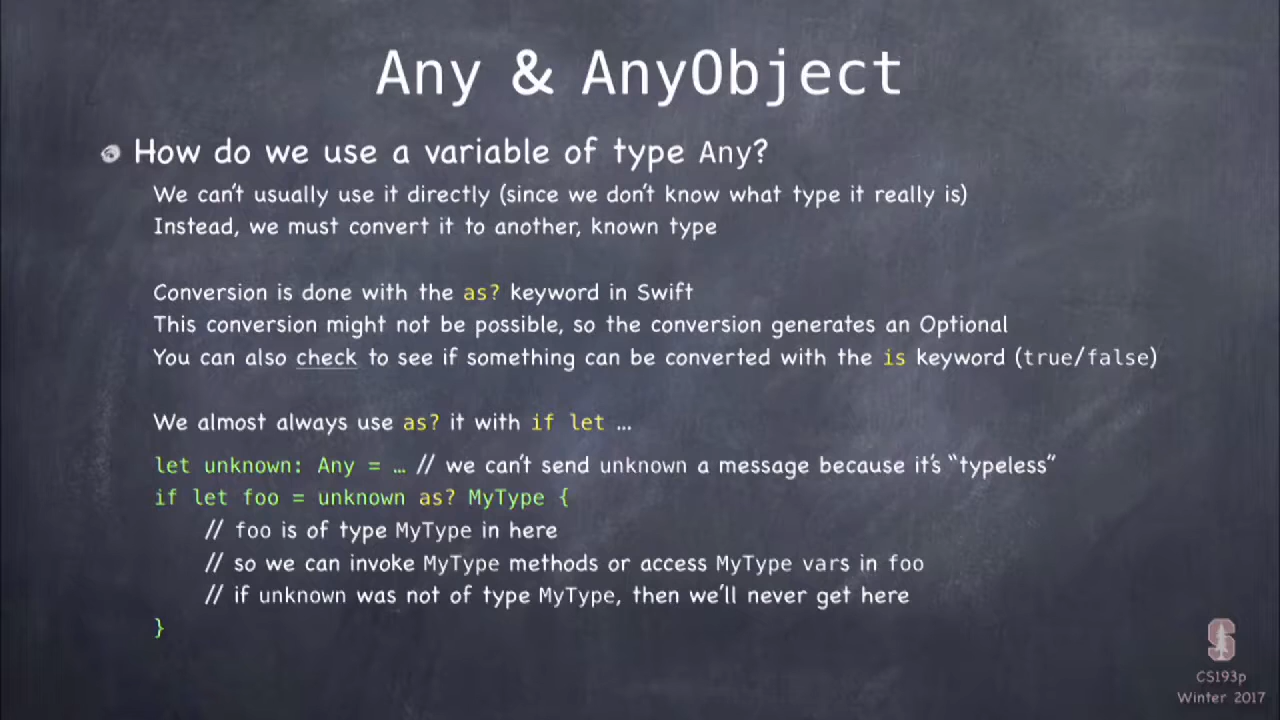 Any & AnyObject
How do we use a variable of type Any?
We can't usually use it directly (since we don't know what type it really is)
Instead, we must convert it to another, known type
Conversion is done with the as? keyword in Swift
This conversion might not be possible, so the conversion generates an Optional
You can also check to see if something can be converted with the is keyword (true/false)
We almost always use as? it with if let …
let unknown: Any = … // we can't send unknown a message because it's “typeless”
if let foo = unknown as? MyType {
// foo is of type MyType in here
// so we can invoke MyType methods or access MyType vars in foo
// if unknown was not of type MyType, then we'll never get here
}
S
CS193p
Winter 2017